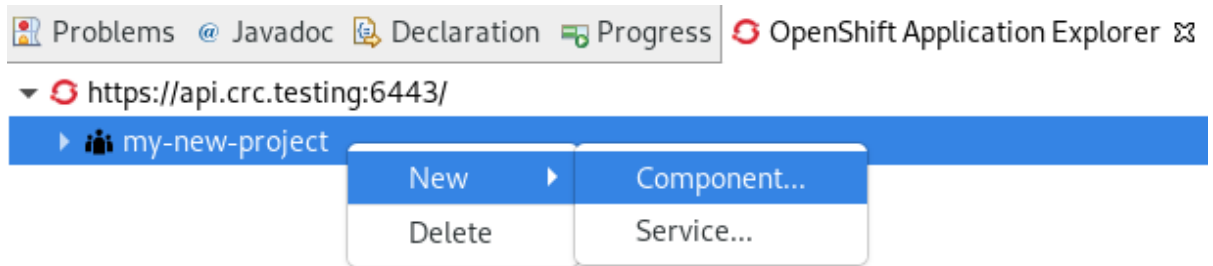 Problems @ Javadoc Declaration Progress OpenShift Application Explorer
https://api.crc.testing:6443/
my-new-project
New Component...
Delete Service...